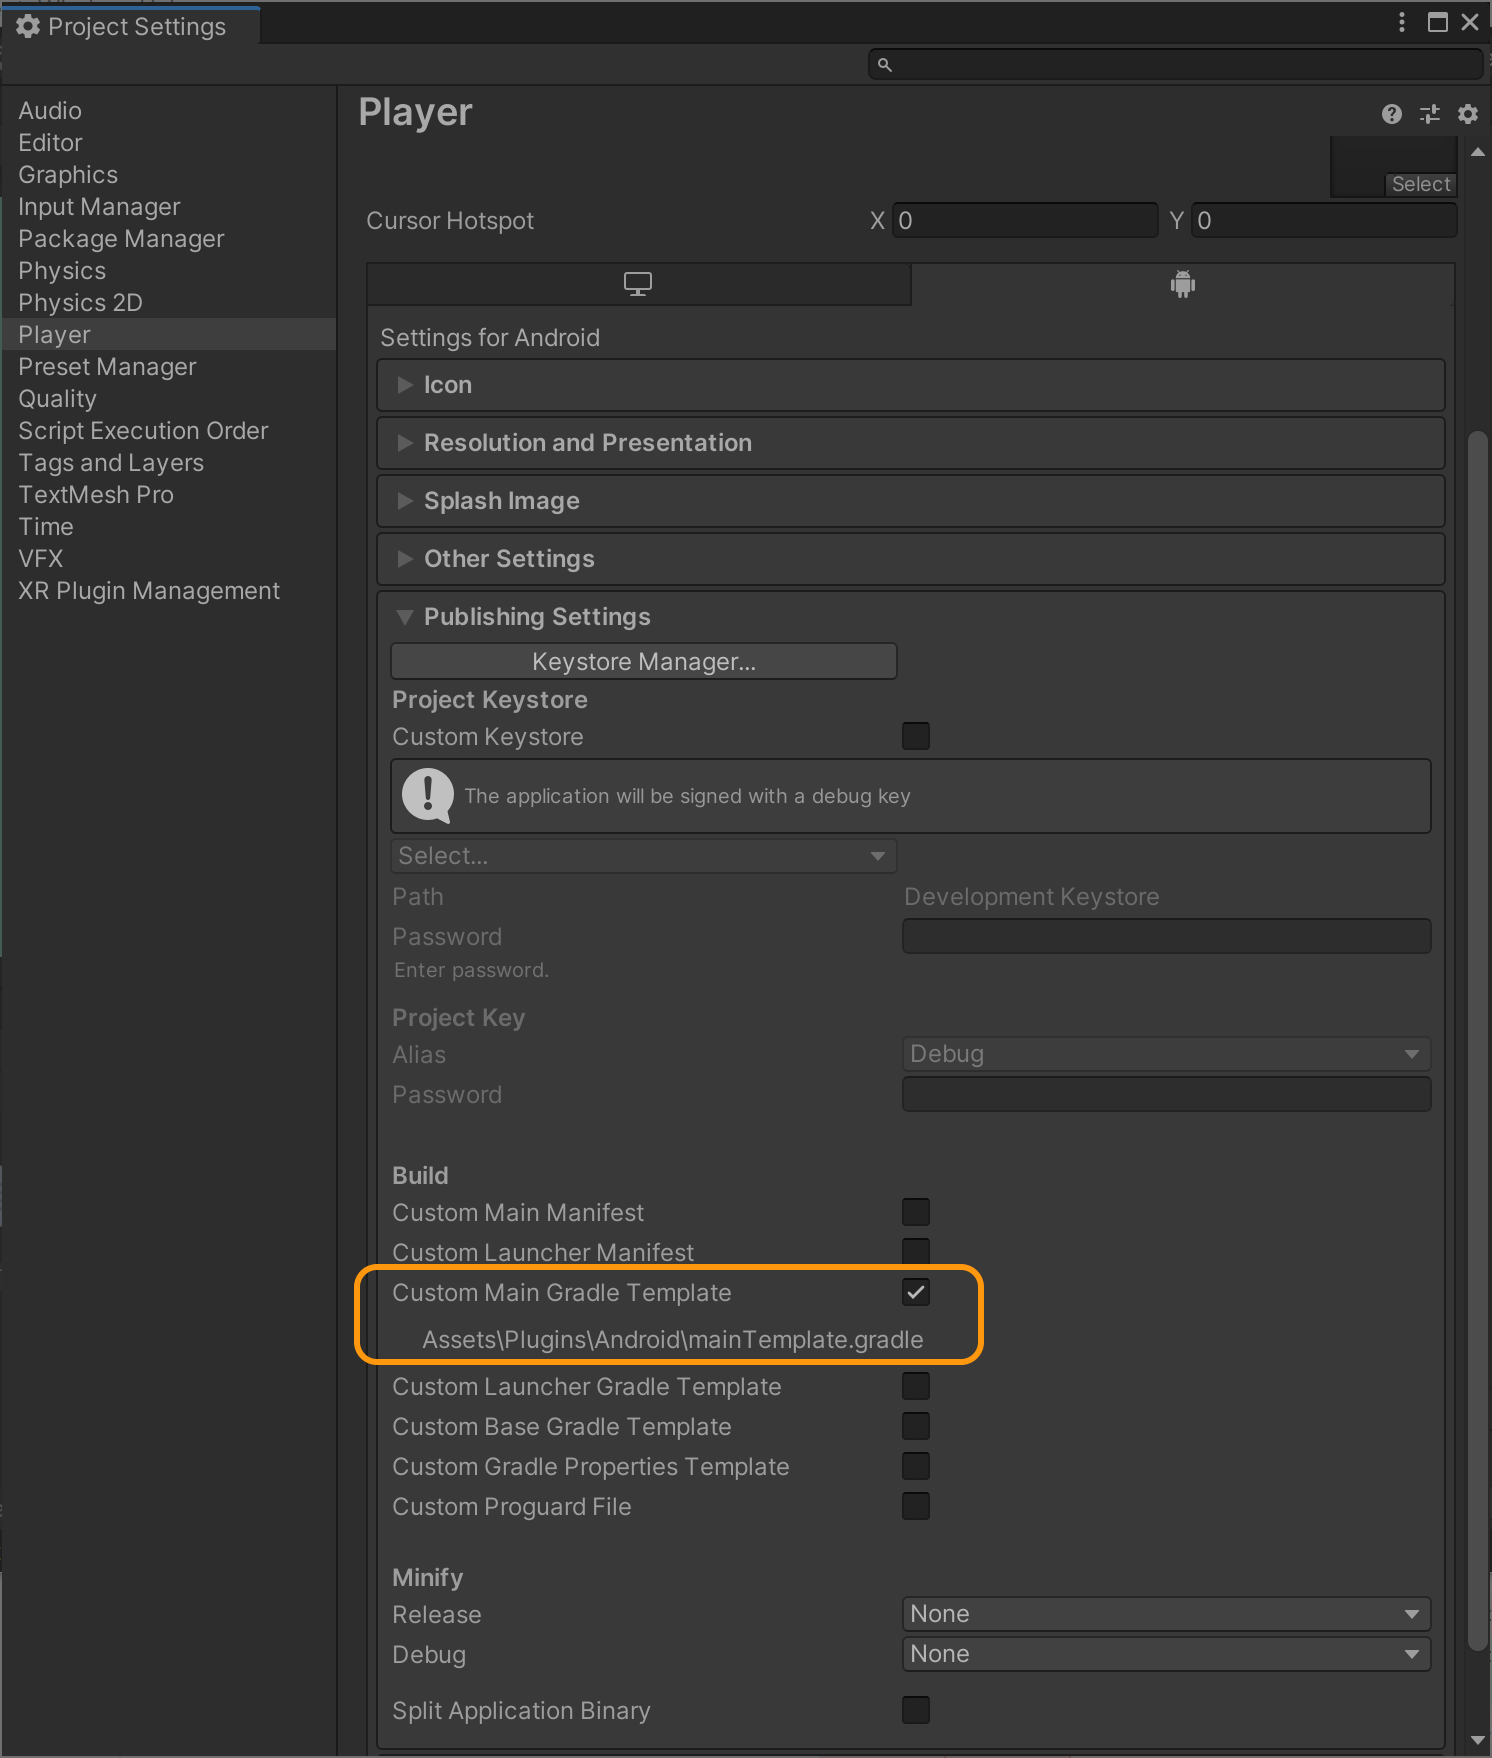 Project Settings
Audio
Editor
Graphics
Input Manager
Package Manager
Physics
Physics 2D
Player
Preset Manager
Quality
Script Execution Order
Tags and Layers
TextMesh Pro
Time
VFX
XR Plugin Management
Player
Select
Cursor Hotspot X 0 Y 0
Settings for Android
Icon
Resolution and Presentation
Splash Image
Other Settings
Publishing Settings
Keystore Manager...
Project Keystore
Custom Keystore
The application will be signed with a debug key
Select...
Path Development Keystore
Password
Enter password.
Project Key
Alias Debug
Password
Build
Custom Main Manifest
Custom Launcher Manifest
Custom Main Gradle Template
Assets\Plugins\Android\mainTemplate.gradle
Custom Launcher Gradle Template
Custom Base Gradle Template
Custom Gradle Properties Template
Custom Proguard File
Minify
Release None
Debug None
Split Application Binary